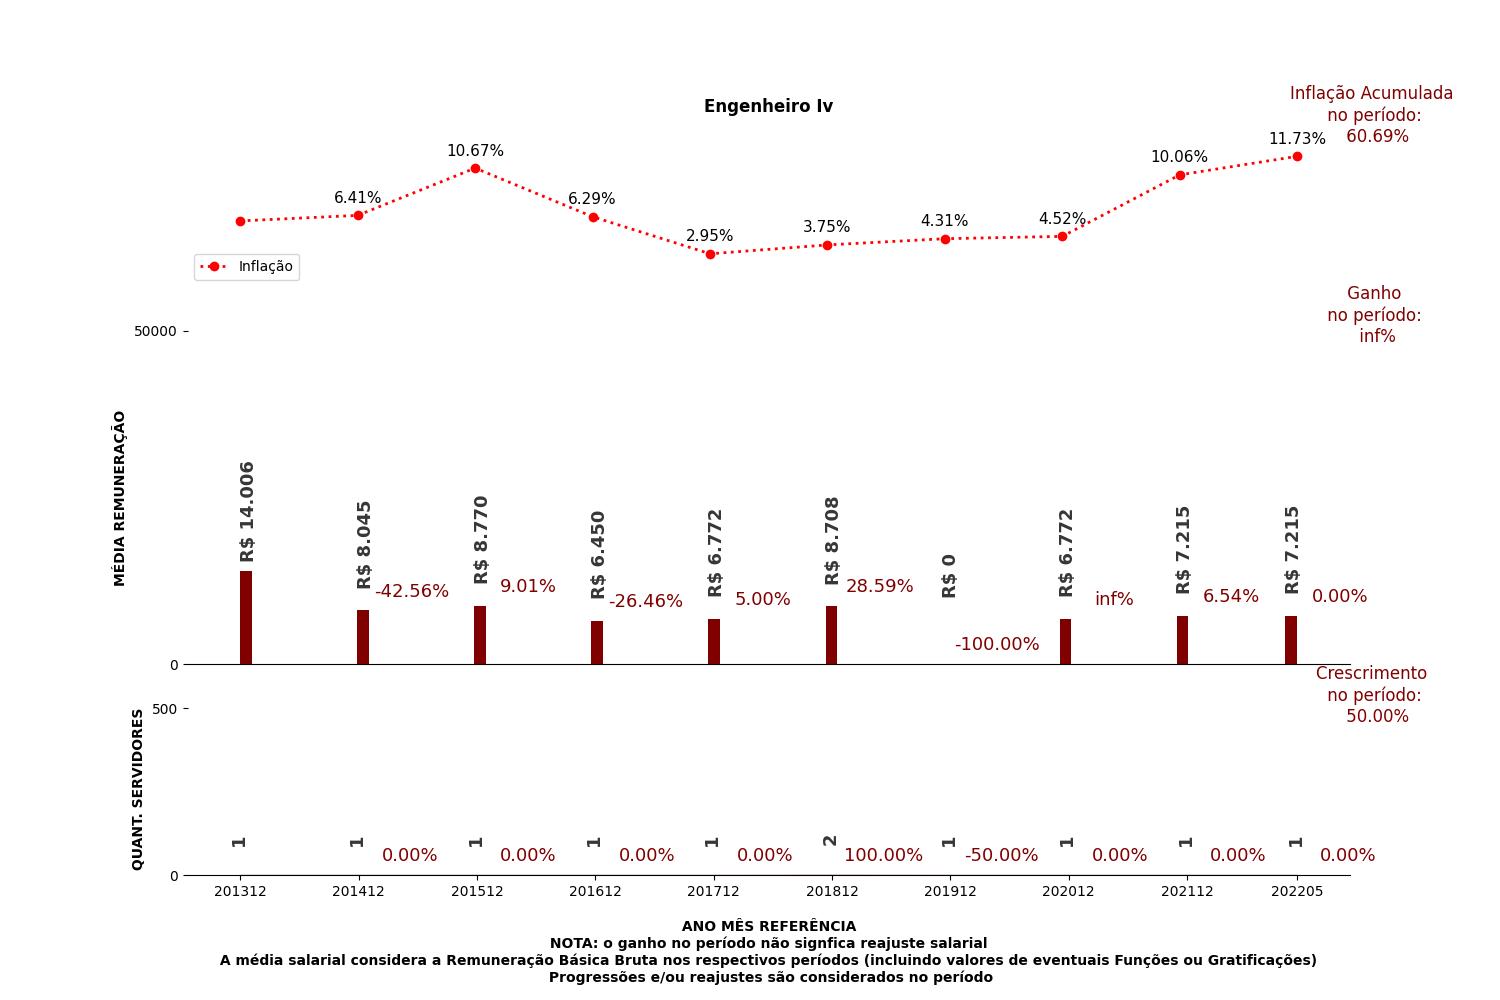 Engenheiro Iv
Inflação Acumulada
no período:
60.69%
6.41%
10.67%
6.29%
2.95%
3.75%
4.31%
4.52%
10.06%
11.73%
Inflação
Ganho
no período:
inf%
MÉDIA REMUNERAÇÃO
50000
0
R$ 14.006
R$ 8.045
-42.56%
R$ 8.770
9.01%
R$ 6.450
-26.46%
R$ 6.772
5.00%
R$ 8.708
28.59%
R$ 0
-100.00%
R$ 6.772
inf%
R$ 7.215
6.54%
R$ 7.215
0.00%
Crescrimento
no período:
50.00%
QUANT. SERVIDORES
500
0
1
1
0.00%
1
0.00%
1
0.00%
1
0.00%
2
100.00%
1
-50.00%
1
0.00%
1
0.00%
1
0.00%
201312 201412 201512 201612 201712 201812 201912 202012 202112 202205
ANO MÊS REFERÊNCIA
NOTA: o ganho no período não signfica reajuste salarial
A média salarial considera a Remuneração Básica Bruta nos respectivos períodos (incluindo valores de eventuais Funções ou Gratificações)
Progressões e/ou reajustes são considerados no período